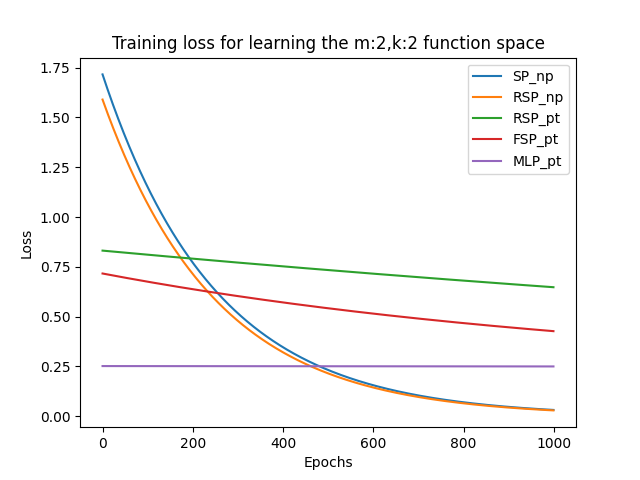 Training loss for learning the m:2,k:2 function space
1.75
1.50
1.25
1.00
0.75
0.50
0.25
0.00
Loss
SP_np
RSP_np
RSP_pt
FSP_pt
MLP_pt
0 200 400 600 800 1000
Epochs